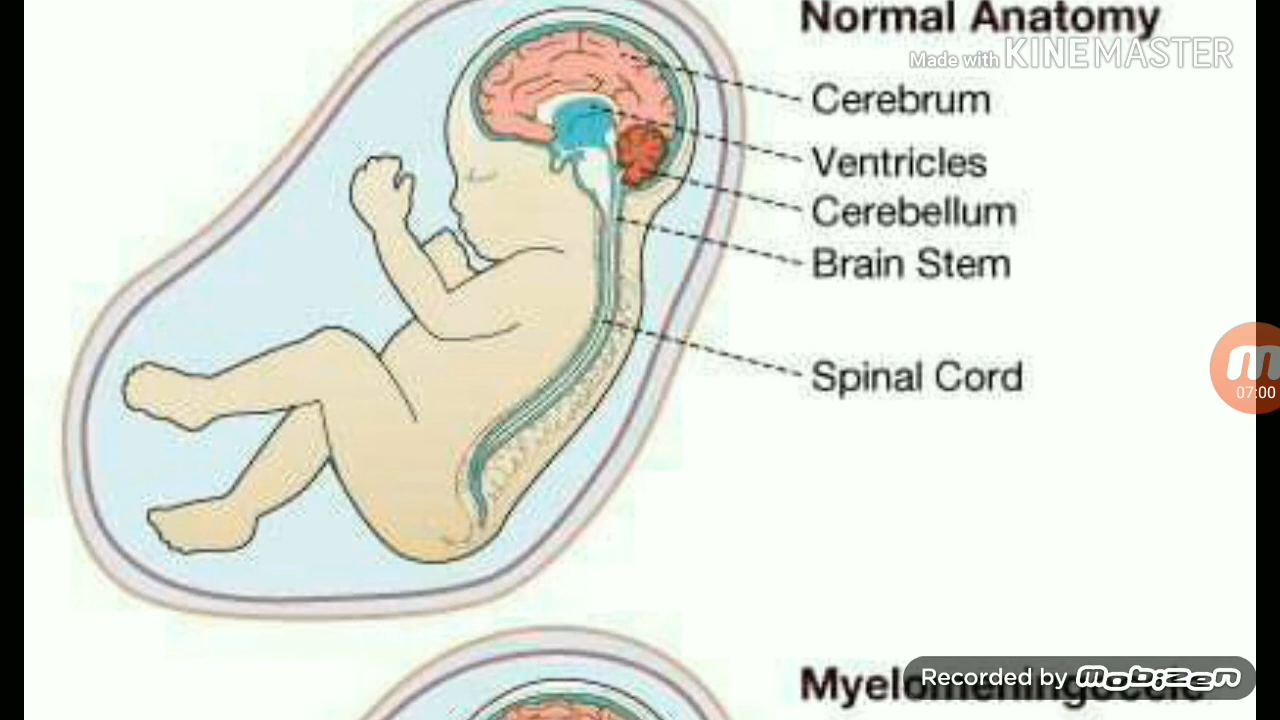 Normal Anatomy
Made with KINEMASTER
Cerebrum
Ventricles
Cerebellum
Brain Stem
Spinal Cord
07:00
Recorded by mobizen